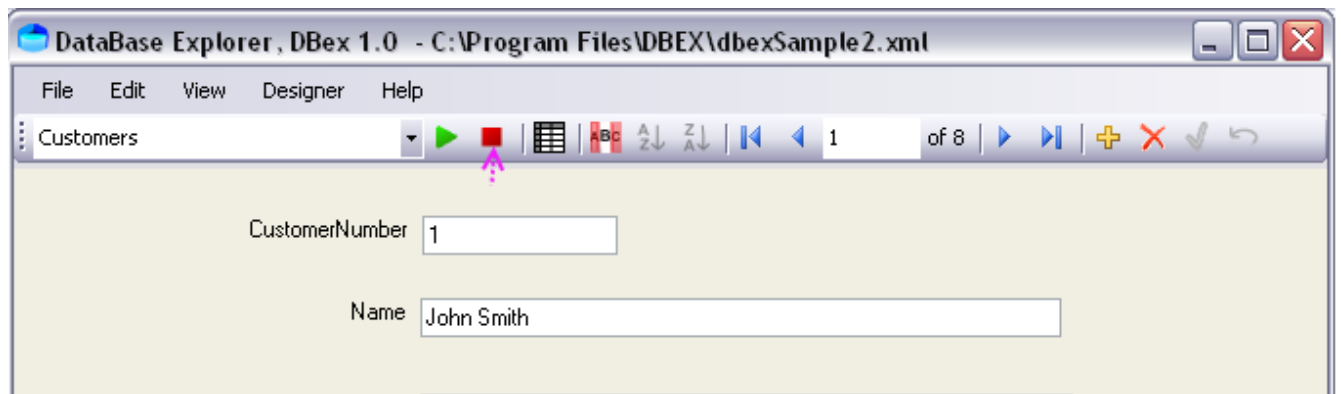 DataBase Explorer, DBex 1.0 - C:\Program Files\DBEX\dbexSample2.xml
File Edit View Designer Help
Customers ABC A Z Z A 1 of 8
CustomerNumber 1
Name John Smith